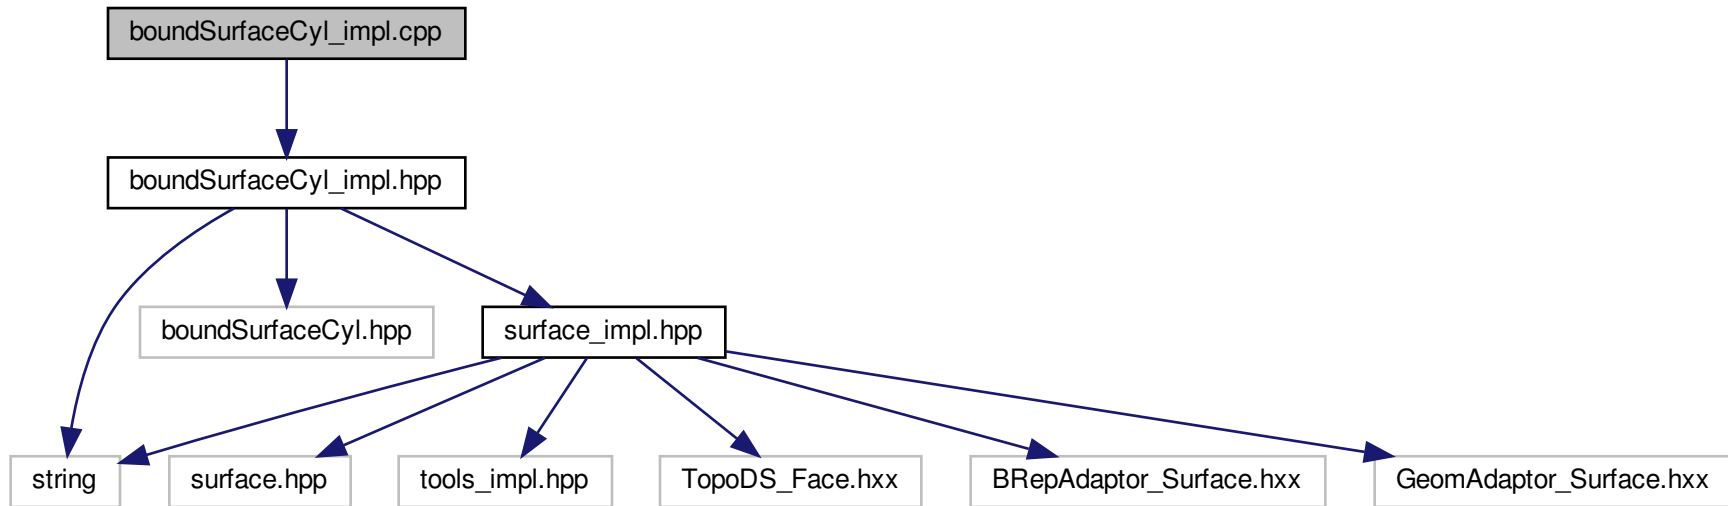 boundSurfaceCyl_impl.cpp
boundSurfaceCyl_impl.hpp
boundSurfaceCyl.hpp
surface_impl.hpp
string
surface.hpp
tools_impl.hpp
TopoDS_Face.hxx
BRepAdaptor_Surface.hxx
GeomAdaptor_Surface.hxx